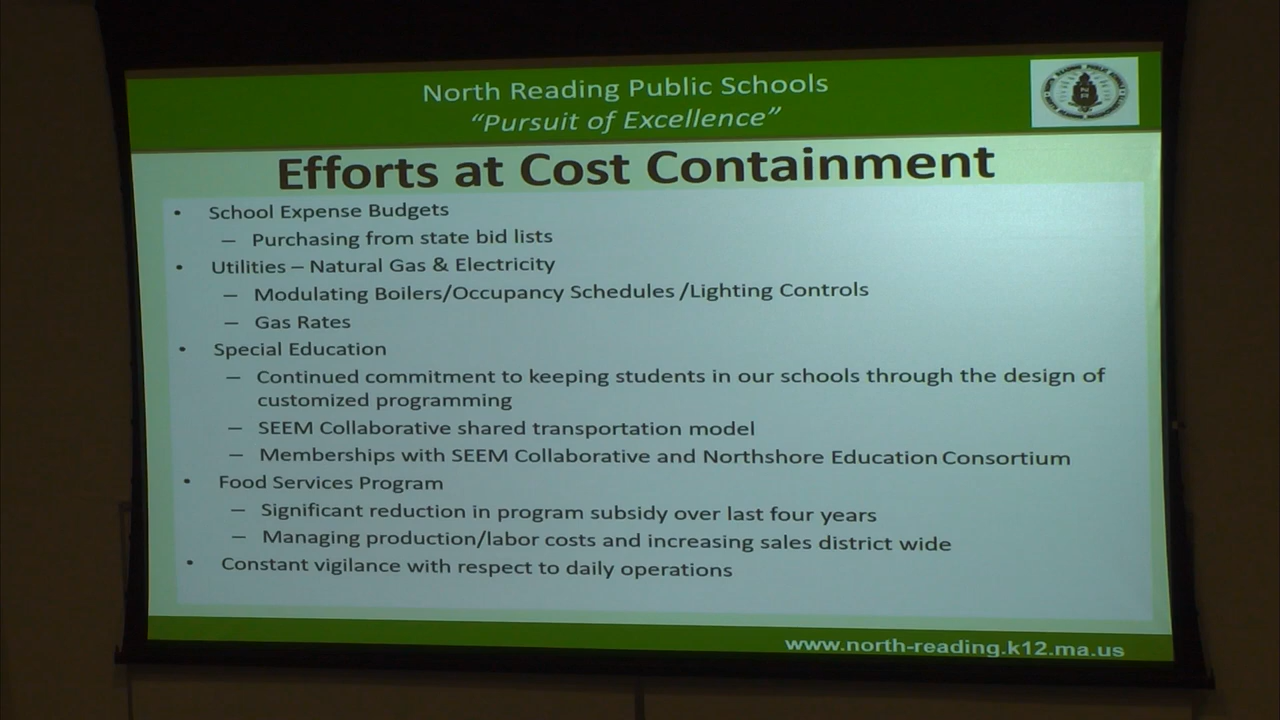 North Reading Public Schools
“Pursuit of Excellence”
Efforts at Cost Containment
• School Expense Budgets
– Purchasing from state bid lists
• Utilities – Natural Gas & Electricity
– Modulating Boilers/Occupancy Schedules /Lighting Controls
– Gas Rates
• Special Education
– Continued commitment to keeping students in our schools through the design of
customized programming
– SEEM Collaborative shared transportation model
– Memberships with SEEM Collaborative and Northshore Education Consortium
• Food Services Program
– Significant reduction in program subsidy over last four years
– Managing production/labor costs and increasing sales district wide
• Constant vigilance with respect to daily operations
www.north-reading.k12.ma.us